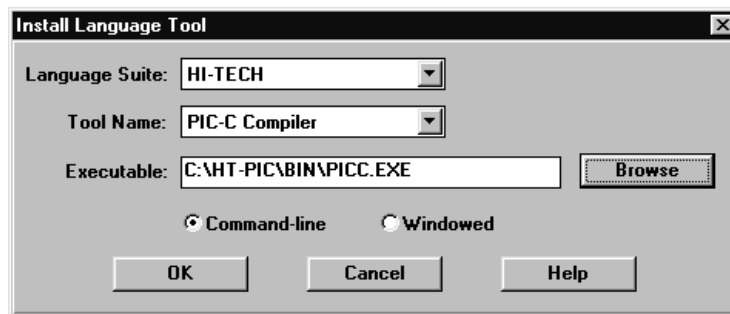 Install Language Tool
Language Suite: HI-TECH
Tool Name: PIC-C Compiler
Executable: C:\HT-PIC\BIN\PICC.EXE Browse
Command-line Windowed
OK Cancel Help